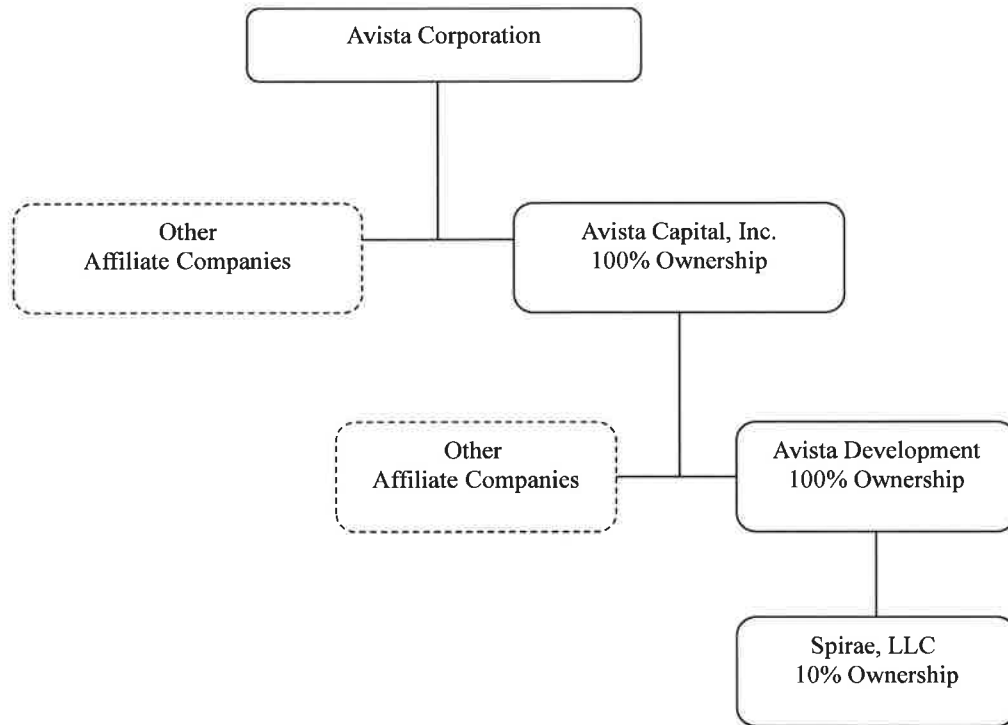 Avista Corporation
Other
Affiliate Companies
Avista Capital, Inc.
100% Ownership
Other
Affiliate Companies
Avista Development
100% Ownership
Spirae, LLC
10% Ownership